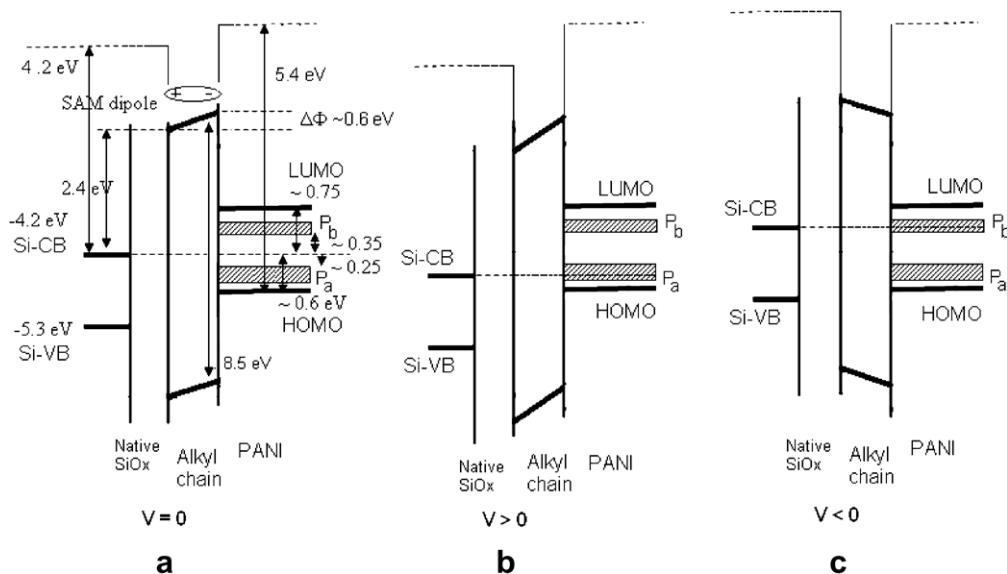 4.2 eV
SAM dipole
+ -
5.4 eV
ΔΦ ~0.6 eV
2.4 eV
LUMO
~ 0.75
-4.2 eV
Si-CB
P_b
~ 0.35
~ 0.25
P_a
~ 0.6 eV
HOMO
-5.3 eV
Si-VB
8.5 eV
Native
SiOx
Alkyl
chain
PANI
V = 0
a
LUMO
P_b
Si-CB
P_a
HOMO
Si-VB
Native
SiOx
Alkyl
chain
PANI
V > 0
b
LUMO
Si-CB
P_b
P_a
Si-VB
HOMO
Native
SiOx
Alkyl
chain
PANI
V < 0
c